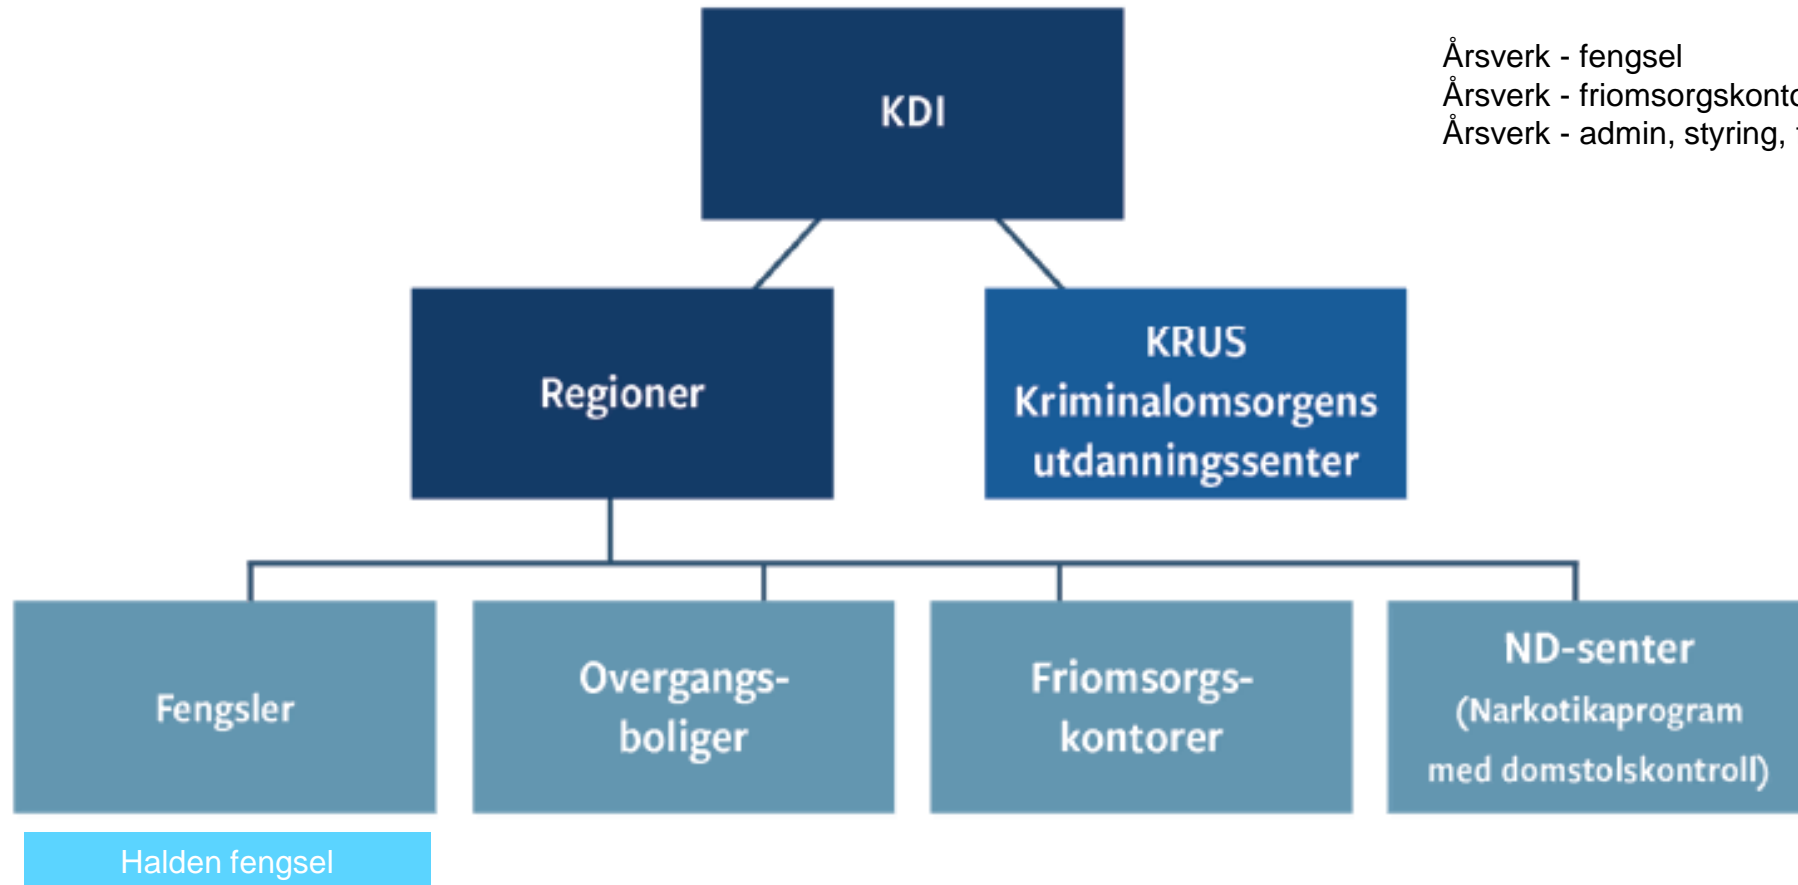 KDI
Årsverk - fengsel
Årsverk -
Årsverk - admin, styring,
Regioner
KRUS
Kriminalomsorgens
utdanningssenter
Fengsler
Overgangs-
boliger
Friomsorgs-
kontorer
ND-senter
(Narkotikaprogram
med domstolskontroll)
Halden fengsel